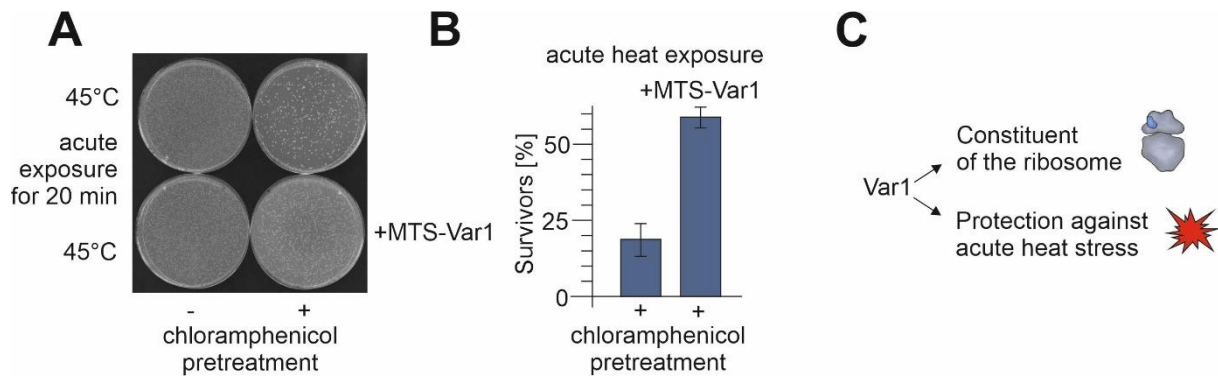 A
45°C
acute
exposure
for 20 min
45°C
+MTS-Var1
-
+
chloramphenicol
pretreatment
B
acute heat exposure
+MTS-Var1
Survivors [%]
50
25
0
+
+
chloramphenicol
pretreatment
C
Var1
Constituent
of the ribosome
Protection against
acute heat stress